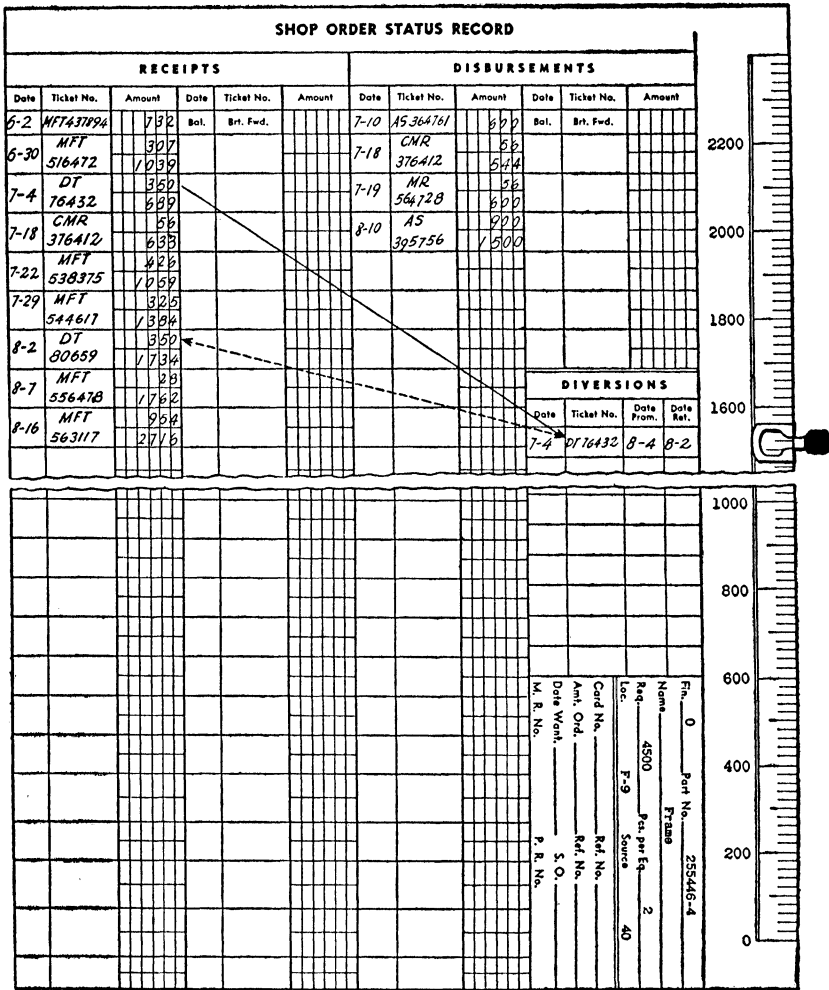 SHOP ORDER STATUS RECORD
RECEIPTS
Date Ticket No. Amount Date Ticket No. Amount
6-2 MFT437894 732 Bal. Brt. Fwd.
6-30 MFT 307
516472 1039
7-4 DT 350
76432 689
7-18 CMR 56
376412 633
7-22 MFT 426
538375 1059
7-29 MFT 325
544617 1384
8-2 DT 350
80659 1734
8-7 MFT 28
556478 1762
8-16 MFT 954
563117 2716
DISBURSEMENTS
Date Ticket No. Amount Date Ticket No. Amount
7-10 AS 364761 600 Bal. Brt. Fwd.
7-18 CMR 56
376412 544
7-19 MR 56
564728 600
8-10 AS 900
395756 1500
DIVERSIONS
Date Ticket No. Date Prom. Date Ret.
7-4 DT 76432 8-4 8-2
2200
2000
1800
1600
1000
800
600
400
200
0
Fin. 0 Part No. 255446-4
Name Frame
Req. 4500 Pcs. per Eq. 2
Loc. F-9 Source 40
Card No. Ref. No.
Amt. Ord. Ref. No.
Date Want. S. O.
M. R. No. P. R. No.